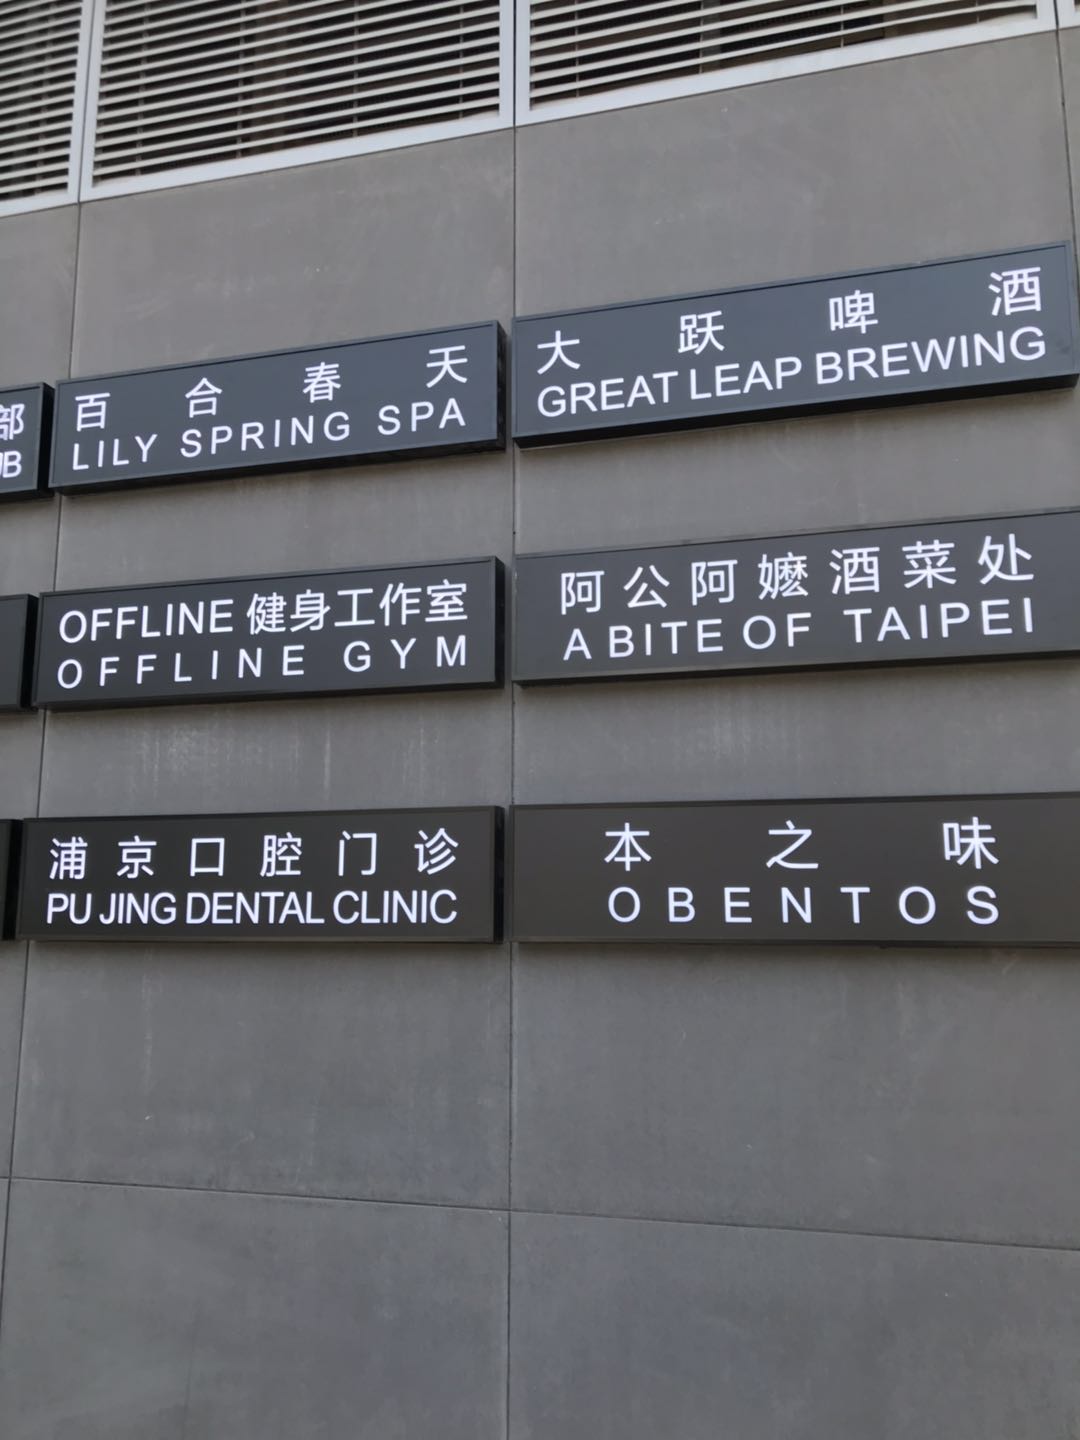 部
UB
百合春天
LILY SPRING SPA
大跃啤酒
GREAT LEAP BREWING
OFFLINE 健身工作室
OFFLINE GYM
阿公阿嬷酒菜处
A BITE OF TAIPEI
浦京口腔门诊
PU JING DENTAL CLINIC
本之味
OBENTOS